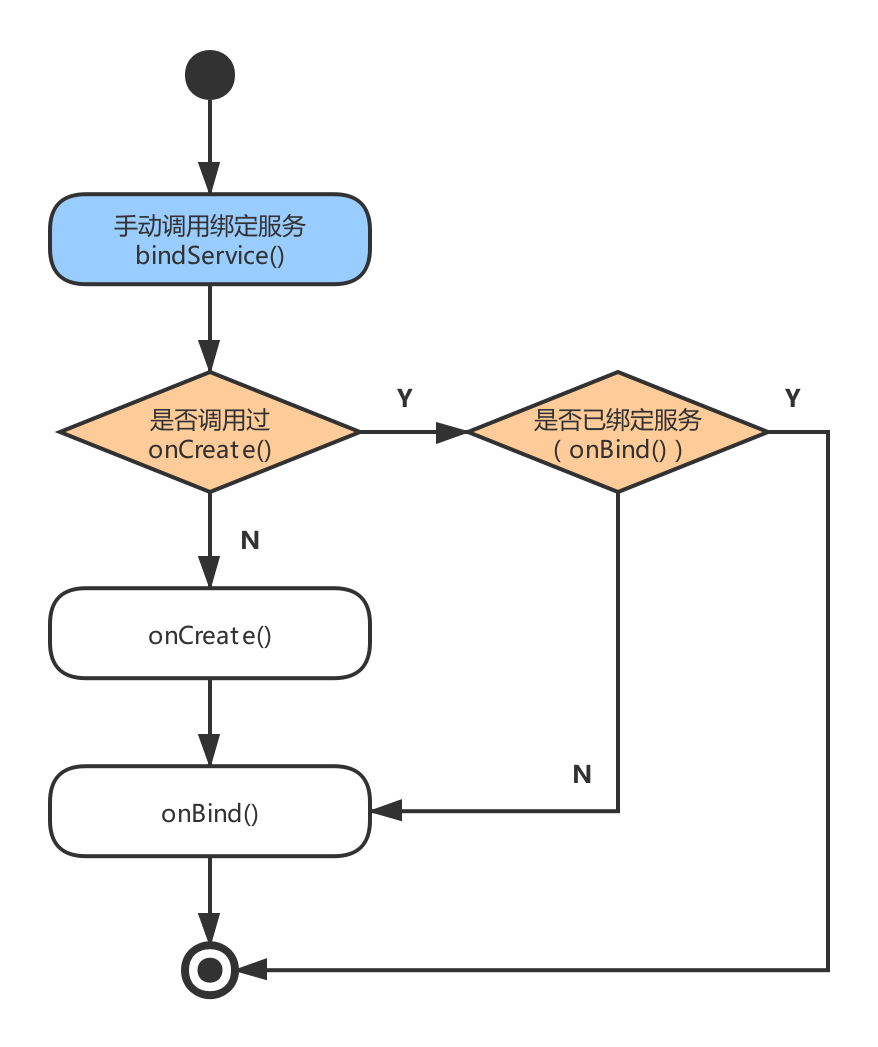 手动调用绑定服务
bindService()
是否调用过
onCreate()
Y
是否已绑定服务
( onBind() )
Y
N
onCreate()
N
onBind()